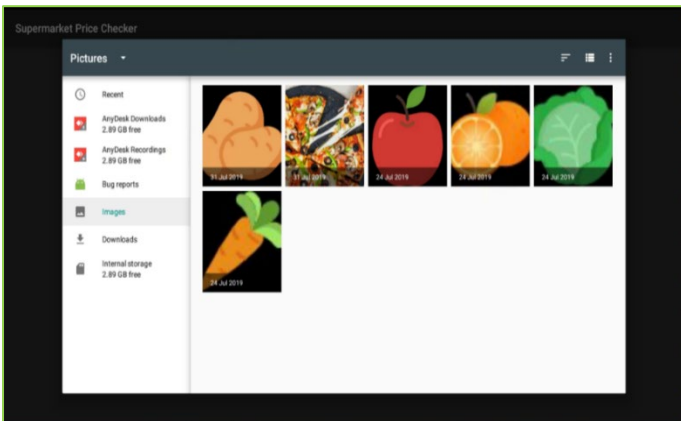 Supermarket Price Checker
Pictures
Recent
AnyDesk Downloads
2.89 GB free
AnyDesk Recordings
2.89 GB free
Bug reports
Images
Downloads
Internal storage
2.89 GB free
31 Jul 2019
31 Jul 2019
24 Jul 2019
24 Jul 2019
24 Jul 2019
24 Jul 2019